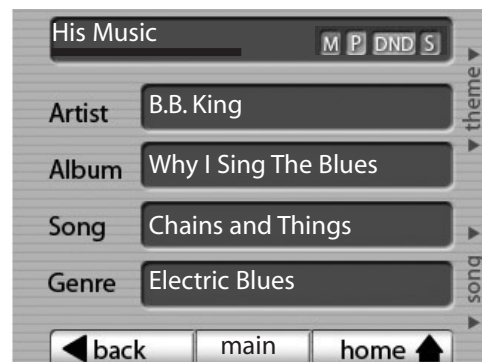 His Music
M P DND S
theme
Artist B.B. King
Album Why I Sing The Blues
Song Chains and Things
Genre Electric Blues
song
back main home